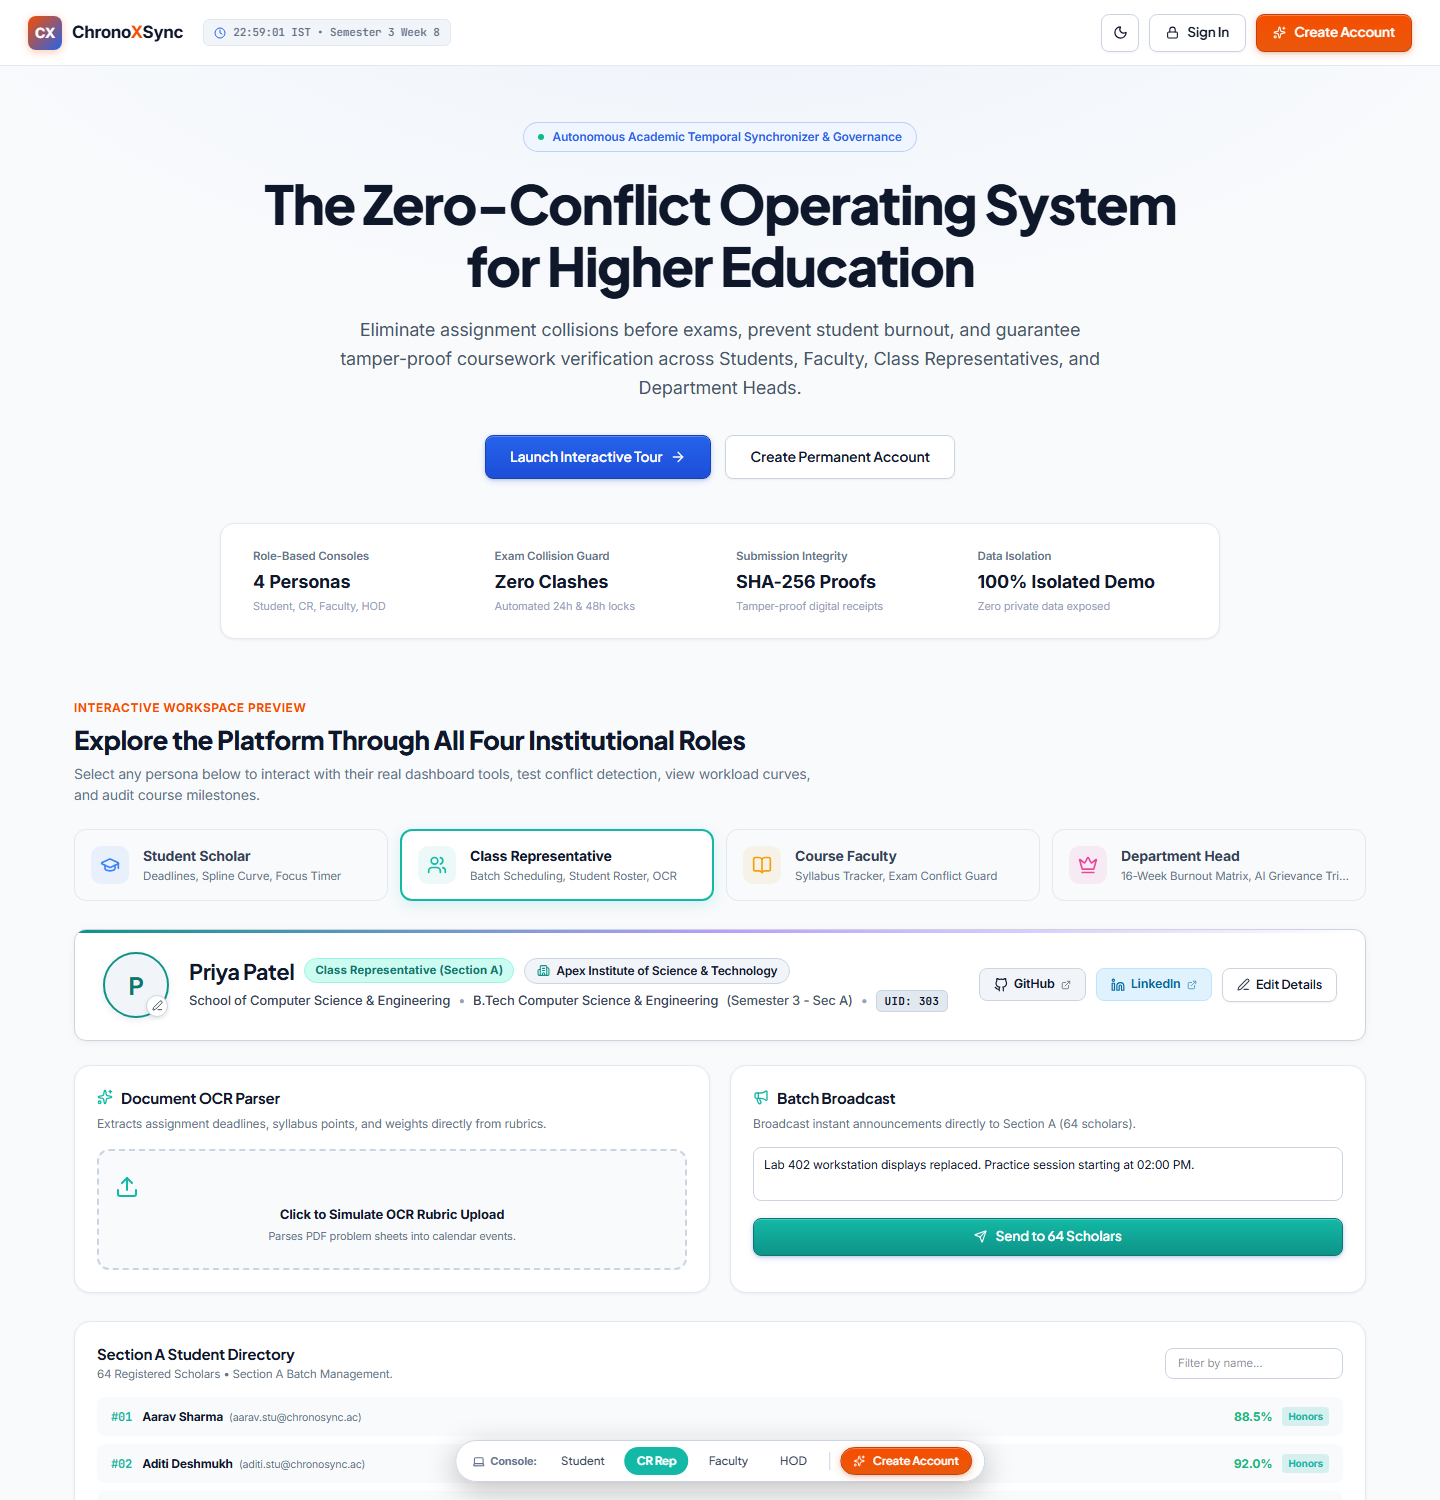 CX ChronoXSync 22:59:01 IST • Semester 3 Week 8 Sign In Create Account
Autonomous Academic Temporal Synchronizer & Governance
The Zero-Conflict Operating System
for Higher Education
Eliminate assignment collisions before exams, prevent student burnout, and guarantee
tamper-proof coursework verification across Students, Faculty, Class Representatives, and
Department Heads.
Launch Interactive Tour Create Permanent Account
Role-Based Consoles Exam Collision Guard Submission Integrity Data Isolation
4 Personas Zero Clashes SHA-256 Proofs 100% Isolated Demo
Student, CR, Faculty, HOD Automated 24h & 48h locks Tamper-proof digital receipts Zero private data exposed
INTERACTIVE WORKSPACE PREVIEW
Explore the Platform Through All Four Institutional Roles
Select any persona below to interact with their real dashboard tools, test conflict detection, view workload curves,
and audit course milestones.
Student Scholar
Deadlines, Spline Curve, Focus Timer
Class Representative
Batch Scheduling, Student Roster, OCR
Course Faculty
Syllabus Tracker, Exam Conflict Guard
Department Head
16-Week Burnout Matrix, AI Grievance Tri...
P
Priya Patel Class Representative (Section A) Apex Institute of Science & Technology
School of Computer Science & Engineering • B.Tech Computer Science & Engineering (Semester 3 - Sec A) • UID: 303
GitHub LinkedIn Edit Details
Document OCR Parser
Extracts assignment deadlines, syllabus points, and weights directly from rubrics.
Click to Simulate OCR Rubric Upload
Parses PDF problem sheets into calendar events.
Batch Broadcast
Broadcast instant announcements directly to Section A (64 scholars).
Lab 402 workstation displays replaced. Practice session starting at 02:00 PM.
Send to 64 Scholars
Section A Student Directory
64 Registered Scholars • Section A Batch Management.
Filter by name...
#01 Aarav Sharma (aarav.stu@chronosync.ac) 88.5% Honors
#02 Aditi Deshmukh (aditi.stu@chronosync.ac) 92.0% Honors
Console: Student CR Rep Faculty HOD Create Account